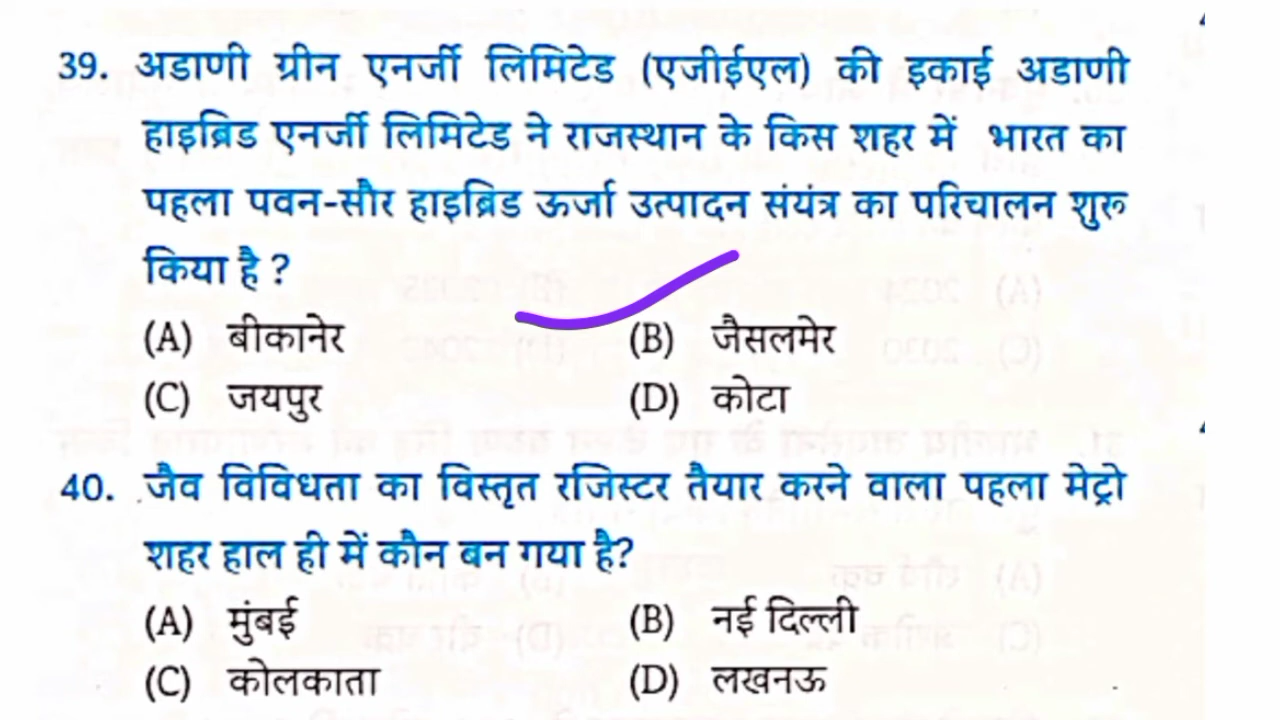 39. अडाणी ग्रीन एनर्जी लिमिटेड (एजीईएल) की इकाई अडाणी
हाइब्रिड एनर्जी लिमिटेड ने राजस्थान के किस शहर में भारत का
पहला पवन-सौर हाइब्रिड ऊर्जा उत्पादन संयंत्र का परिचालन शुरू
किया है ?
(A) बीकानेर (B) जैसलमेर
(C) जयपुर (D) कोटा
40. जैव विविधता का विस्तृत रजिस्टर तैयार करने वाला पहला मेट्रो
शहर हाल ही में कौन बन गया है?
(A) मुंबई (B) नई दिल्ली
(C) कोलकाता (D) लखनऊ